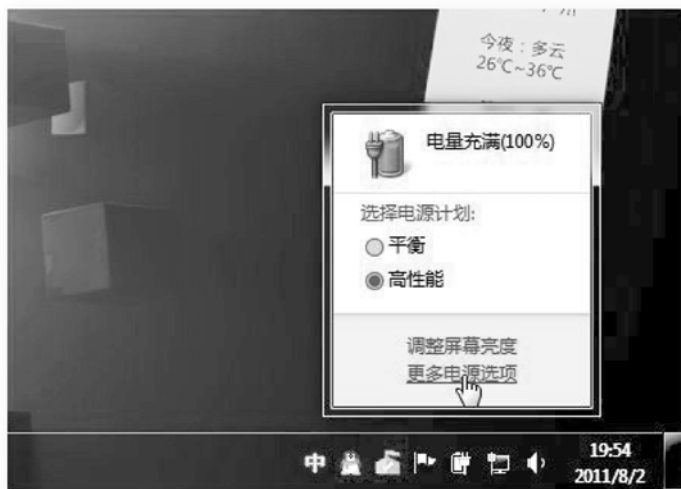 今夜：多云
26℃~36℃
电量充满(100%)
选择电源计划:
平衡
高性能
调整屏幕亮度
更多电源选项
中
19:54
2011/8/2